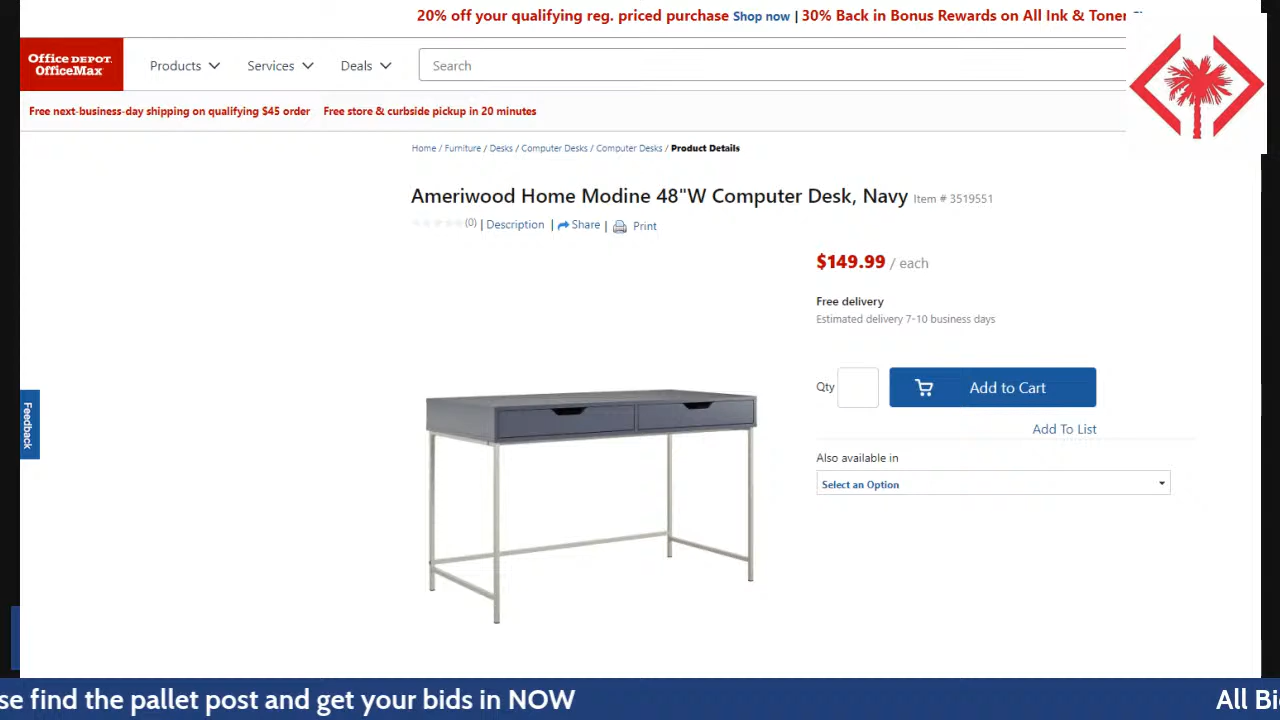 20% off your qualifying reg. priced purchase Shop now | 30% Back in Bonus Rewards on All Ink & Toner
Office DEPOT.
OfficeMax
Products Services Deals Search
Free next-business-day shipping on qualifying $45 order Free store & curbside pickup in 20 minutes
Home / Furniture / Desks / Computer Desks / Computer Desks / Product Details
Ameriwood Home Modine 48"W Computer Desk, Navy Item # 3519551
(0) | Description | Share | Print
$149.99 / each
Free delivery
Estimated delivery 7-10 business days
Qty Add to Cart
Feedback
Add To List
Also available in
Select an Option
se find the pallet post and get your bids in NOW All Bi